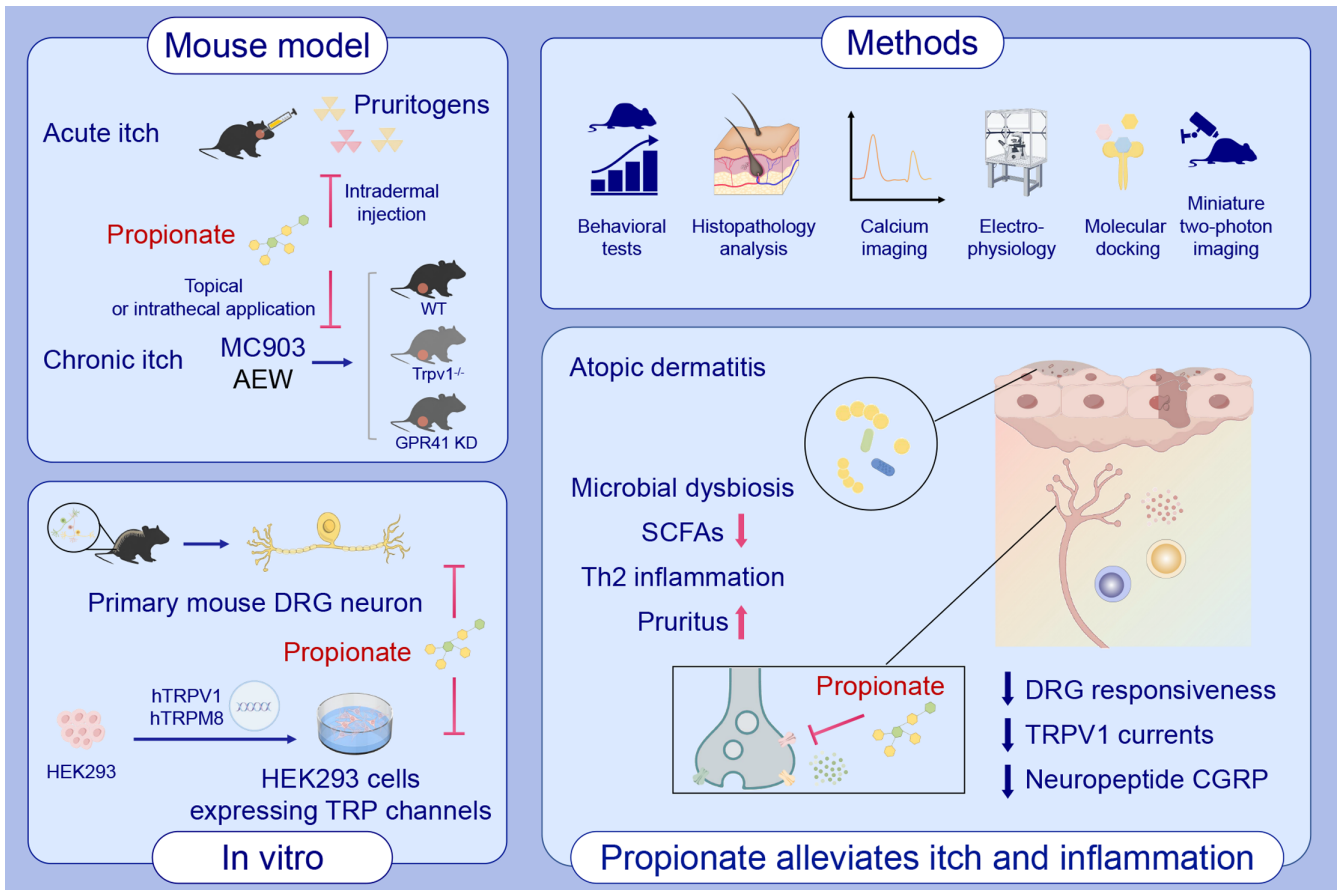 Mouse model
Acute itch
Pruritogens
Intradermal
injection
Propionate
Topical
or intrathecal application
Chronic itch
MC903
AEW
WT
Trpv1-/-
GPR41 KD
Methods
Behavioral
tests
Histopathology
analysis
Calcium
imaging
Electro-
physiology
Molecular
docking
Miniature
two-photon
imaging
Primary mouse DRG neuron
Propionate
hTRPV1
hTRPM8
HEK293
HEK293 cells
expressing TRP channels
In vitro
Atopic dermatitis
Microbial dysbiosis
SCFAs
Th2 inflammation
Pruritus
Propionate
DRG responsiveness
TRPV1 currents
Neuropeptide CGRP
Propionate alleviates itch and inflammation